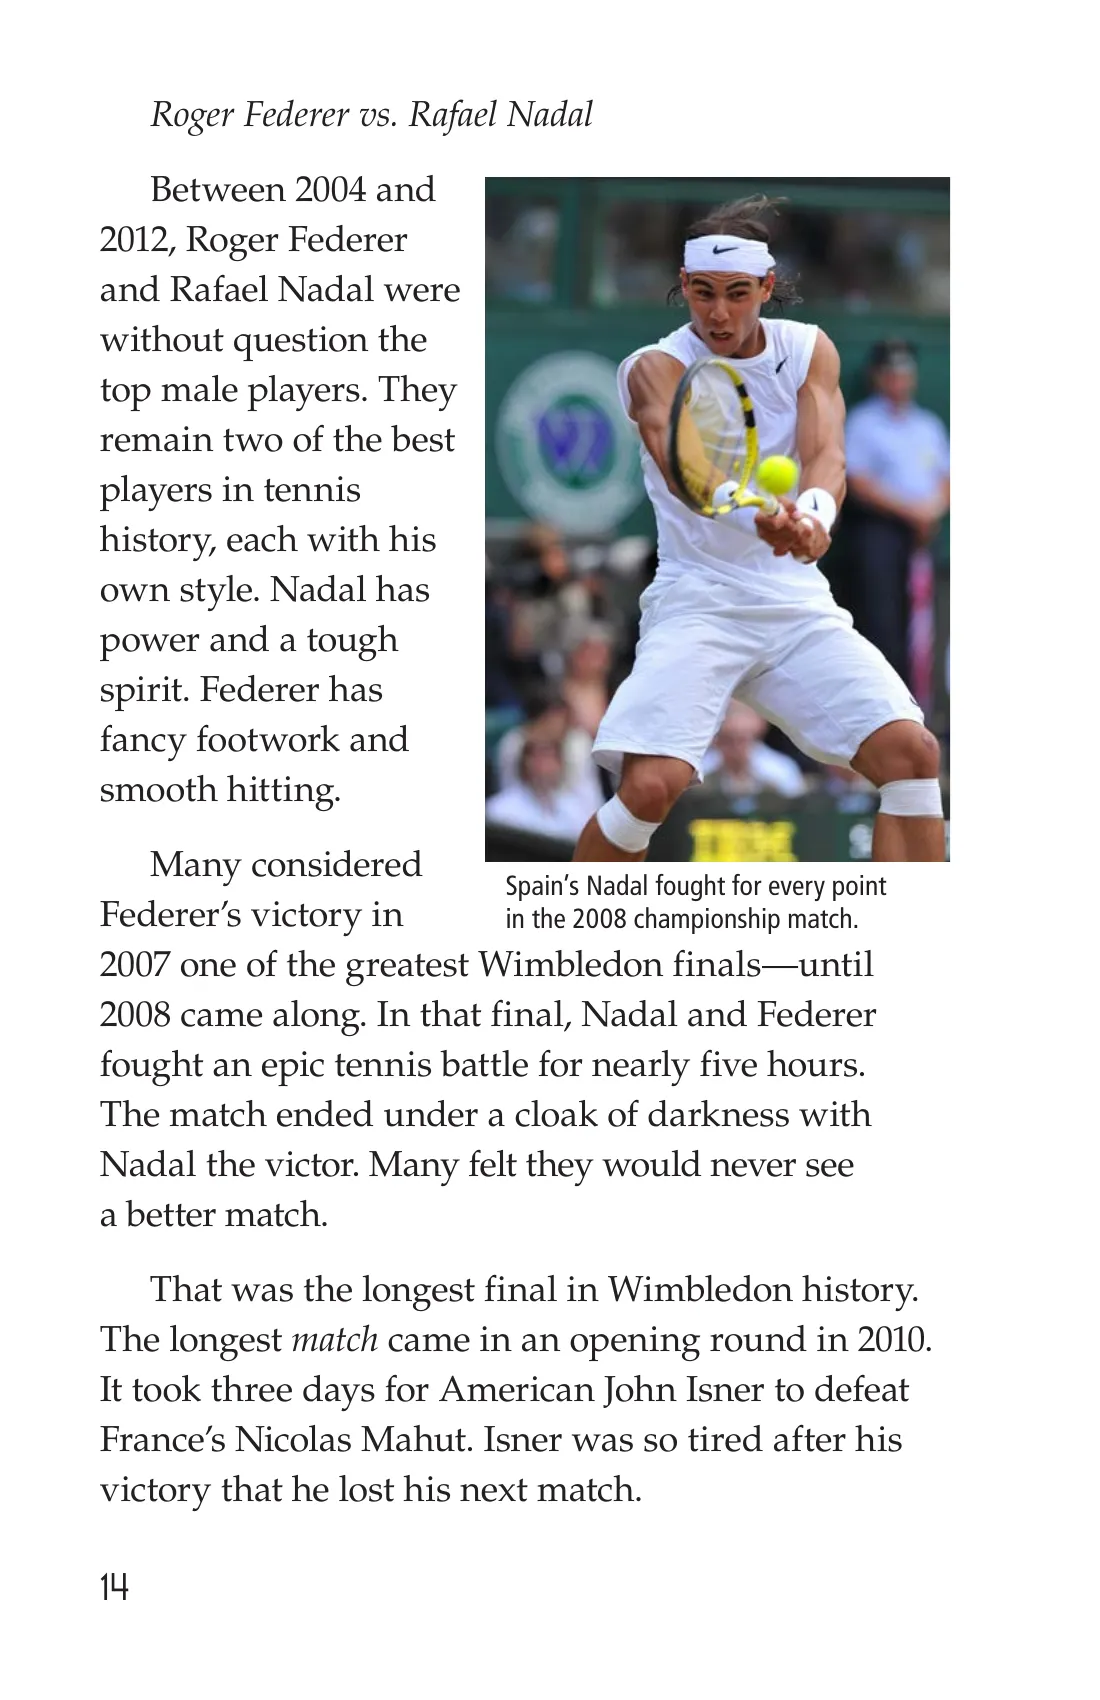 Roger Federer vs. Rafael Nadal
Between 2004 and
2012, Roger Federer
and Rafael Nadal were
without question the
top male players. They
remain two of the best
players in tennis
history, each with his
own style. Nadal has
power and a tough
spirit. Federer has
fancy footwork and
smooth hitting.
Spain’s Nadal fought for every point
in the 2008 championship match.
Many considered
Federer’s victory in
2007 one of the greatest Wimbledon finals—until
2008 came along. In that final, Nadal and Federer
fought an epic tennis battle for nearly five hours.
The match ended under a cloak of darkness with
Nadal the victor. Many felt they would never see
a better match.
That was the longest final in Wimbledon history.
The longest match came in an opening round in 2010.
It took three days for American John Isner to defeat
France’s Nicolas Mahut. Isner was so tired after his
victory that he lost his next match.
14